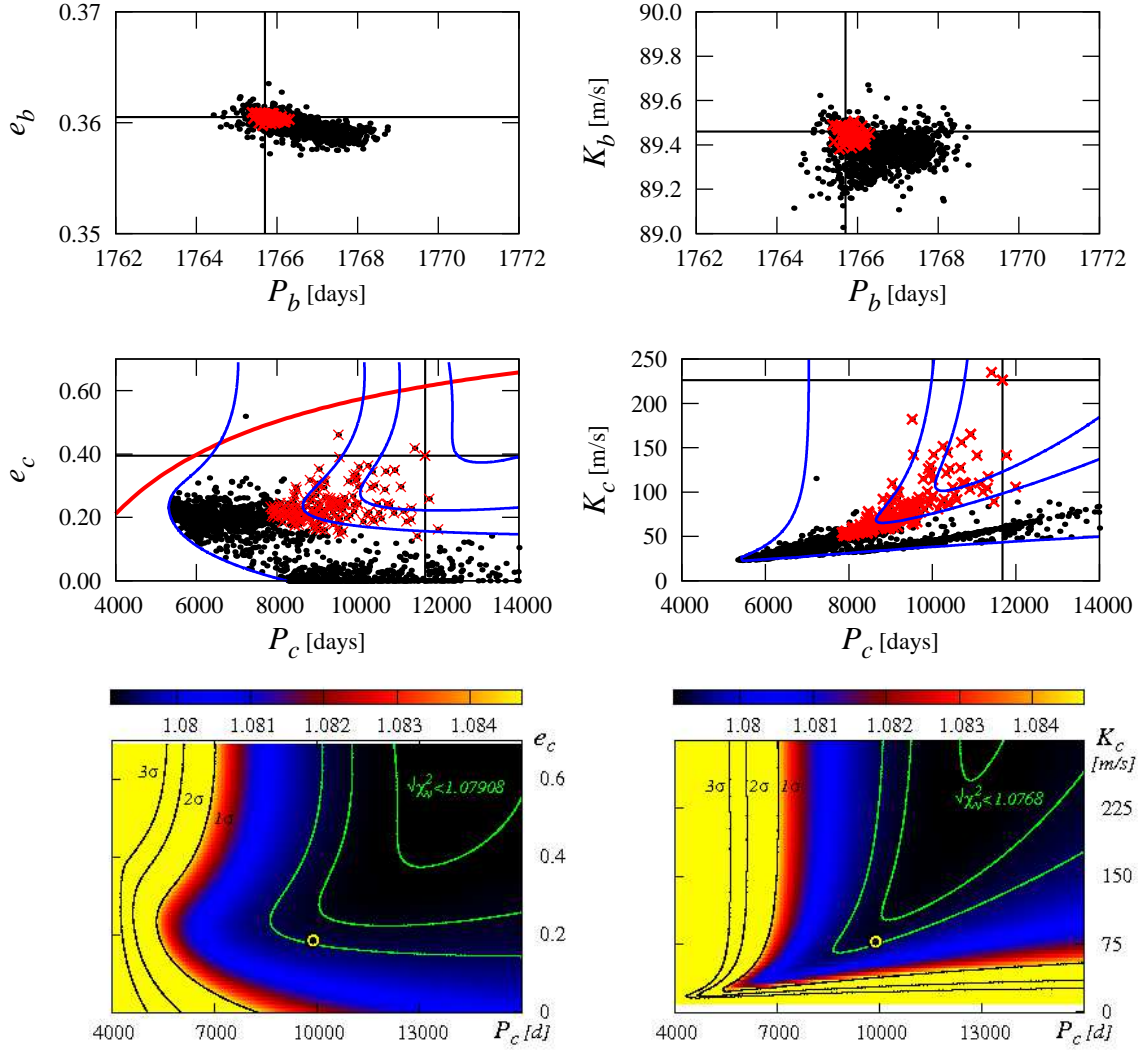 0.37
0.36
0.35
e_b
1762 1764 1766 1768 1770 1772
P_b [days]
90.0
89.8
89.6
89.4
89.2
89.0
K_b [m/s]
1762 1764 1766 1768 1770 1772
P_b [days]
0.60
0.40
0.20
0.00
e_c
4000 6000 8000 10000 12000 14000
P_c [days]
250
200
150
100
50
0
K_c [m/s]
4000 6000 8000 10000 12000 14000
P_c [days]
1.08 1.081 1.082 1.083 1.084
e_c
3σ
2σ
1σ
√χ²_N<1.07908
0.6
0.4
0.2
0
4000 7000 10000 13000 P_c [d]
1.08 1.081 1.082 1.083 1.084
K_c
[m/s]
3σ 2σ 1σ
√χ²_N<1.0768
225
150
75
0
4000 7000 10000 13000 P_c [d]